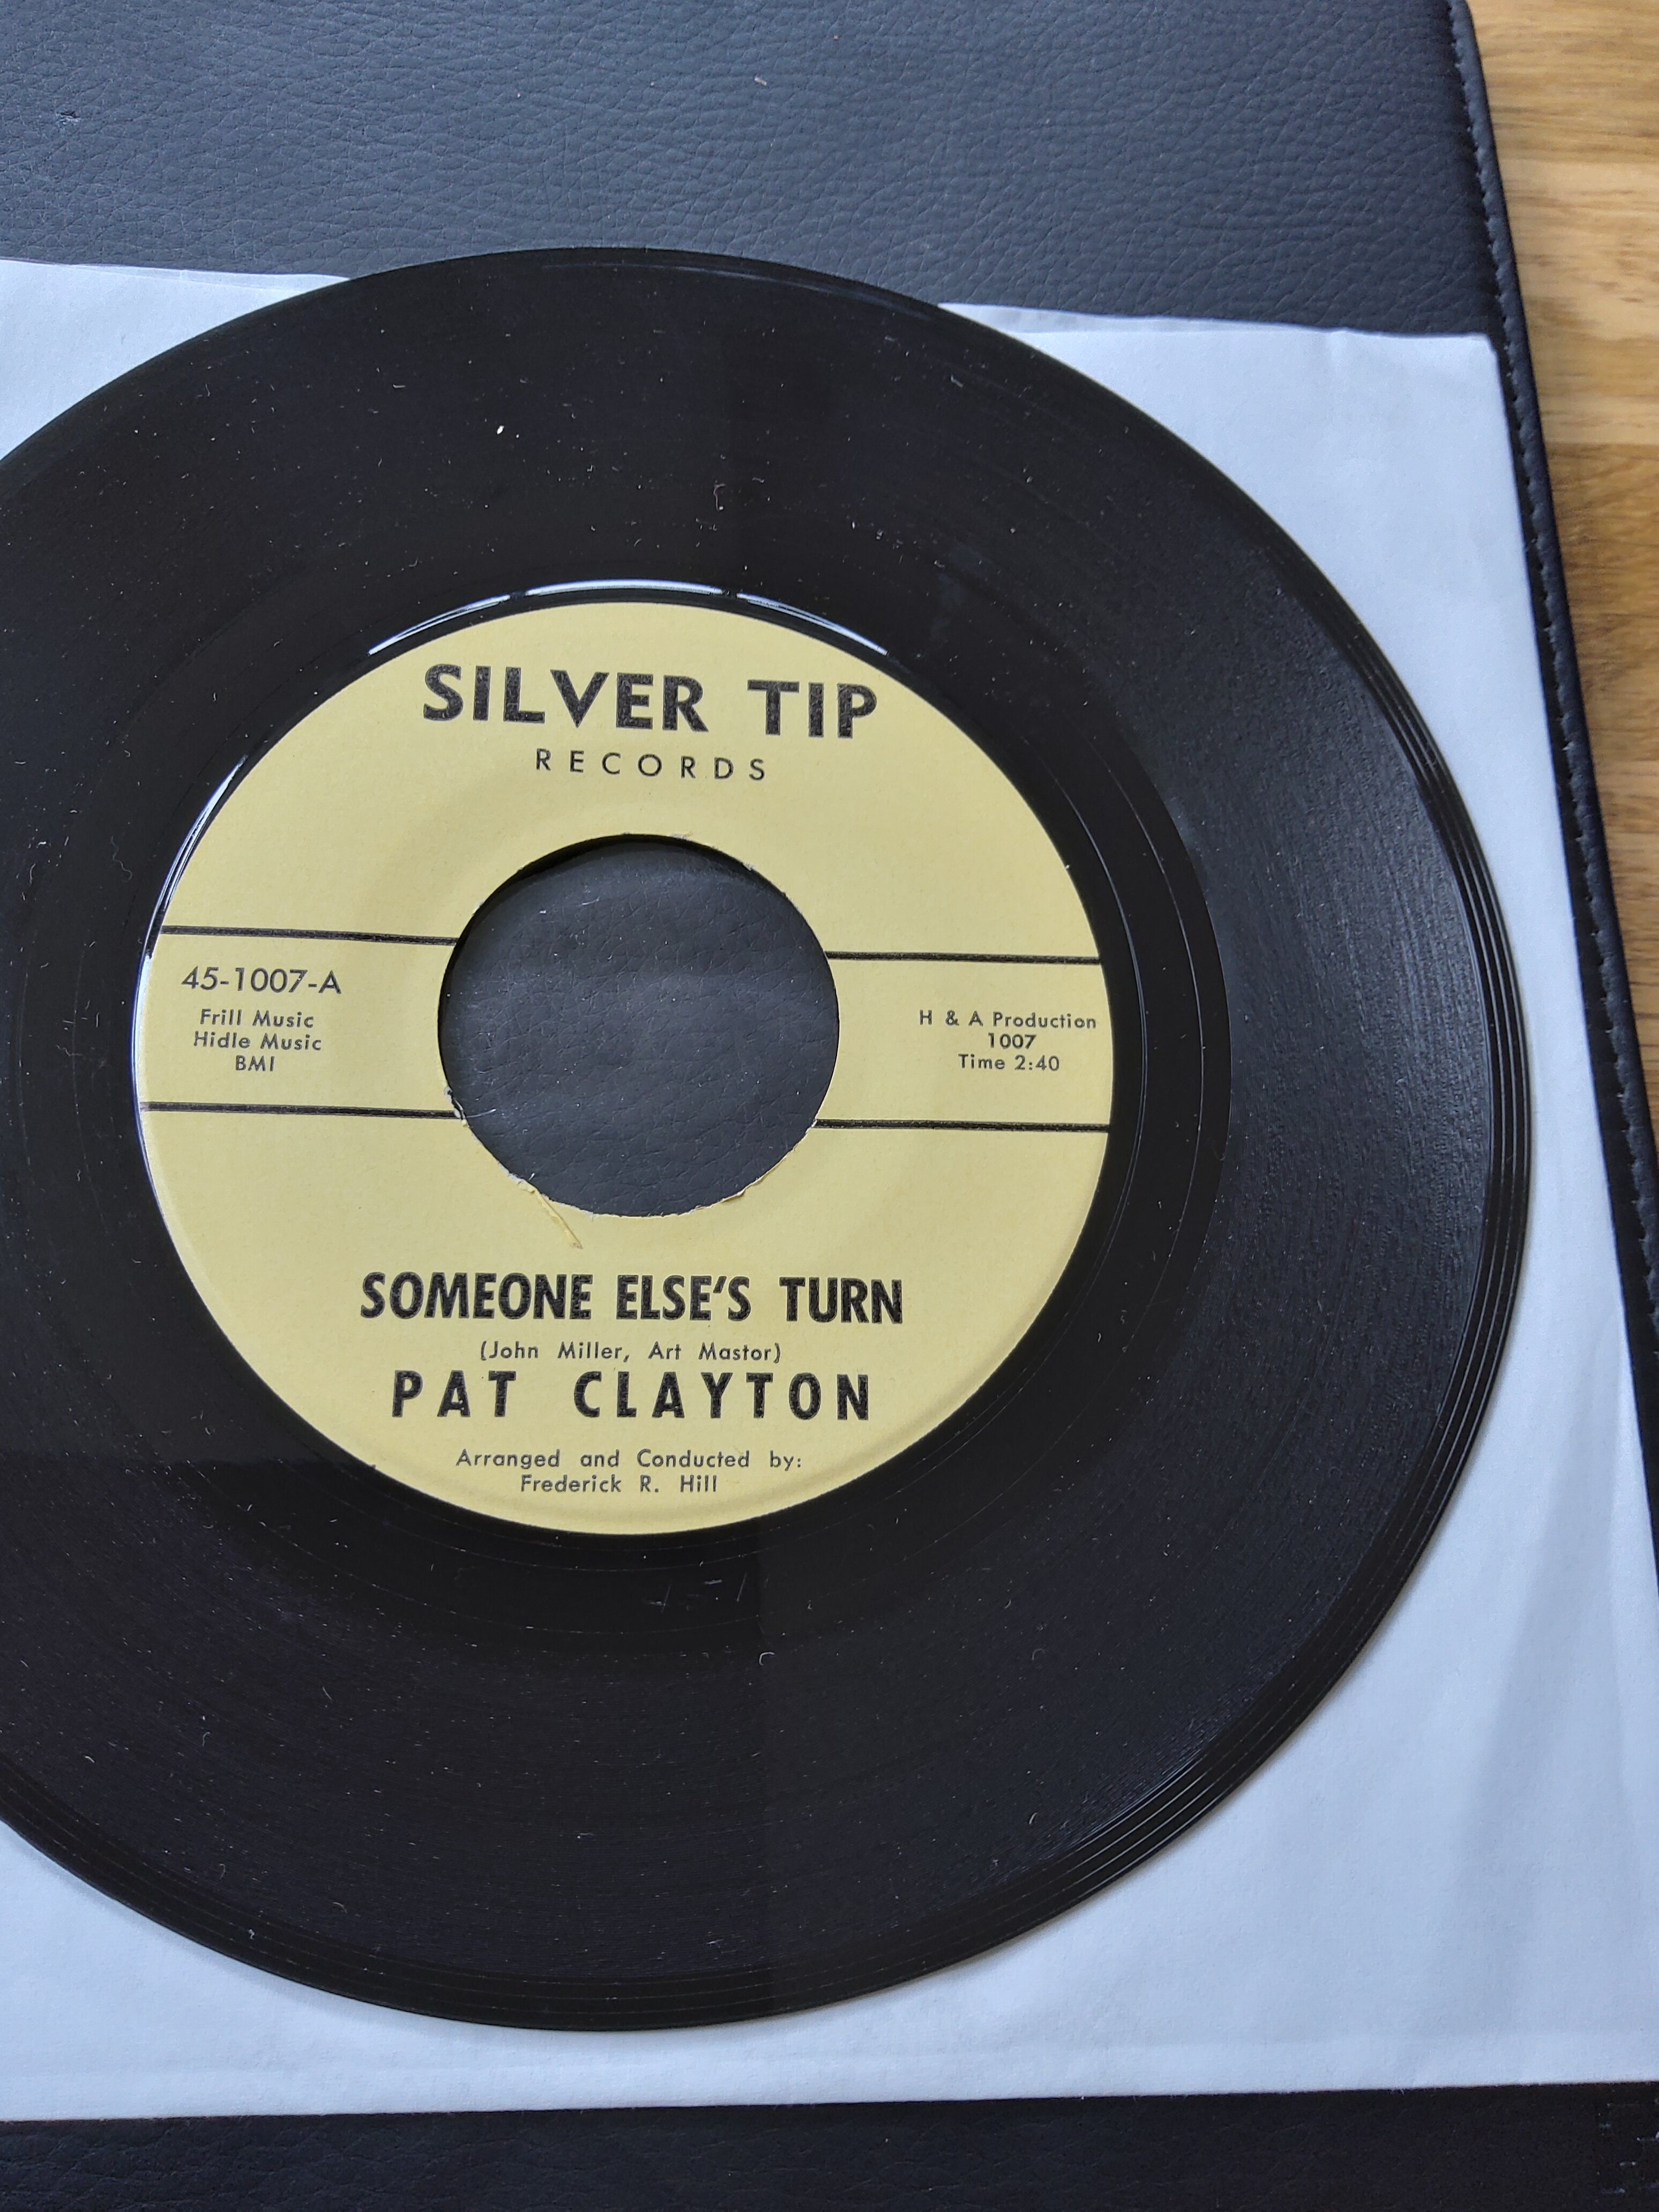 SILVER TIP
RECORDS
45-1007-A
Frill Music
Hidle Music
BMI
H & A Production
1007
Time 2:40
SOMEONE ELSE'S TURN
(John Miller, Art Mastor)
PAT CLAYTON
Arranged and Conducted by:
Frederick R. Hill